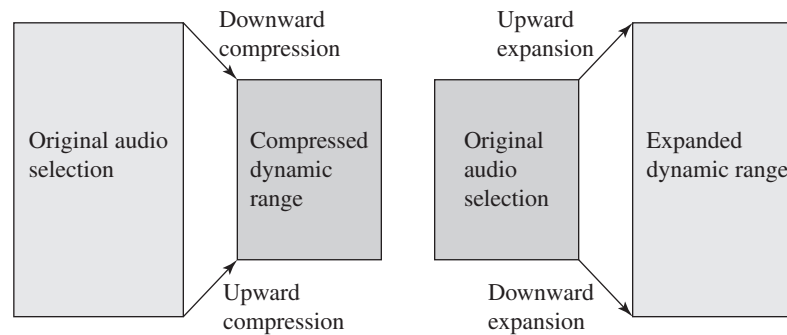 Downward
compression
Original audio
selection
Compressed
dynamic
range
Upward
compression
Upward
expansion
Original
audio
selection
Expanded
dynamic range
Downward
expansion